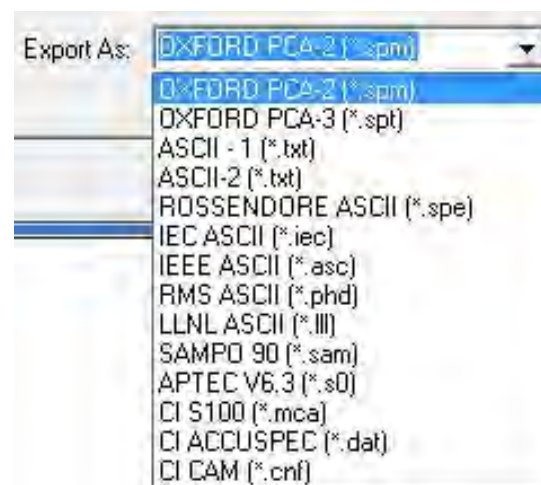 Export As: OXFORD PCA-2 (*.spm)
OXFORD PCA-2 (*.spm)
OXFORD PCA-3 (*.spt)
ASCII - 1 (*.txt)
ASCII-2 (*.txt)
ROSSENDORE ASCII (*.spe)
IEC ASCII (*.iec)
IEEE ASCII (*.asc)
RMS ASCII (*.phd)
LLNL ASCII (*.lll)
SAMPO 90 (*.sam)
APTEC V6.3 (*.s0)
CI S100 (*.mca)
CI ACCUSPEC (*.dat)
CI CAM (*.cnf)